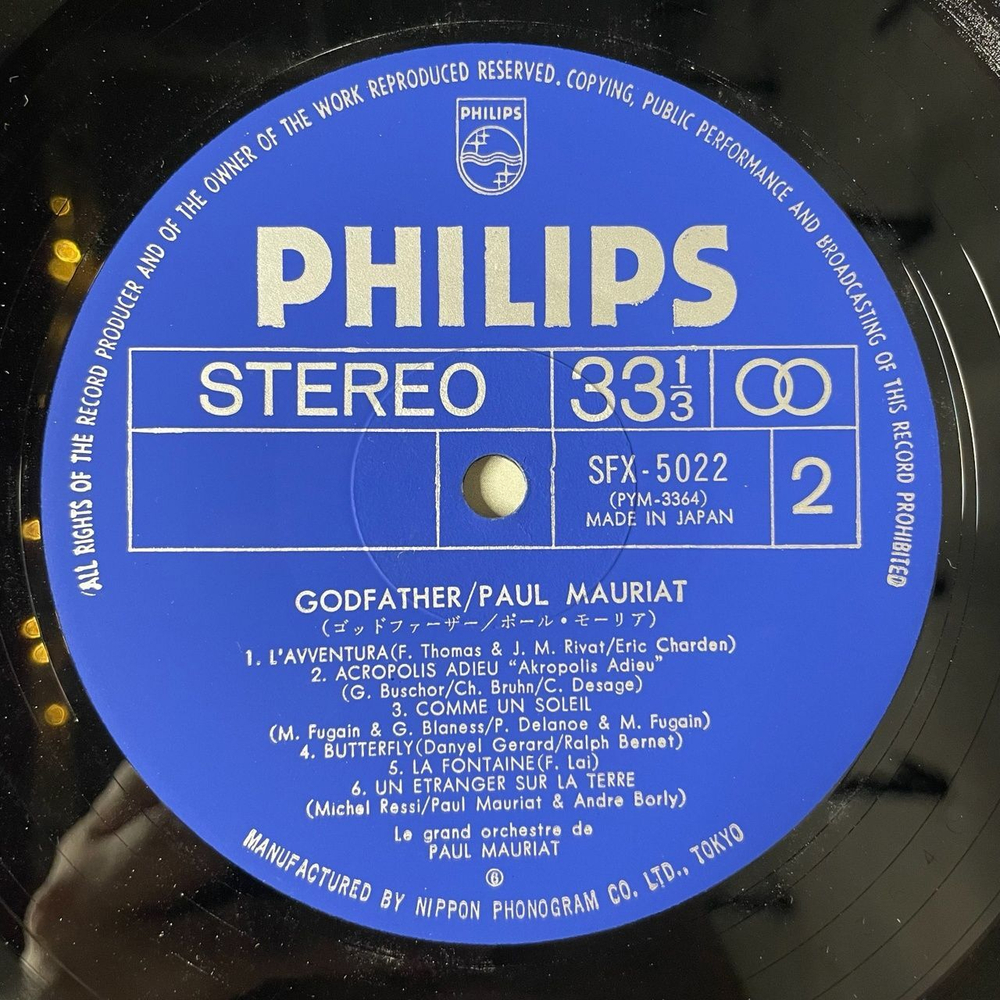 (ALL RIGHTS OF THE RECORD PRODUCER AND OF THE OWNER OF THE WORK REPRODUCED RESERVED. COPYING, PUBLIC PERFORMANCE AND BROADCASTING OF THIS RECORD PROHIBITED)
PHILIPS
PHILIPS
STEREO
33 1/3
SFX-5022
(PYM-3364)
MADE IN JAPAN
2
GODFATHER/PAUL MAURIAT
(ゴッドファーザー/ポール・モーリア)
1. L'AVVENTURA(F. Thomas & J. M. Rivat/Eric Charden)
2. ACROPOLIS ADIEU "Akropolis Adieu"
(G. Buschor/Ch. Bruhn/C. Desage)
3. COMME UN SOLEIL
(M. Fugain & G. Blaness/P. Delanoe & M. Fugain)
4. BUTTERFLY(Danyel Gerard/Ralph Bernet)
5. LA FONTAINE(F. Lai)
6. UN ETRANGER SUR LA TERRE
(Michel Ressi/Paul Mauriat & Andre Borly)
Le grand orchestre de
PAUL MAURIAT
MANUFACTURED BY NIPPON PHONOGRAM CO. LTD., TOKYO